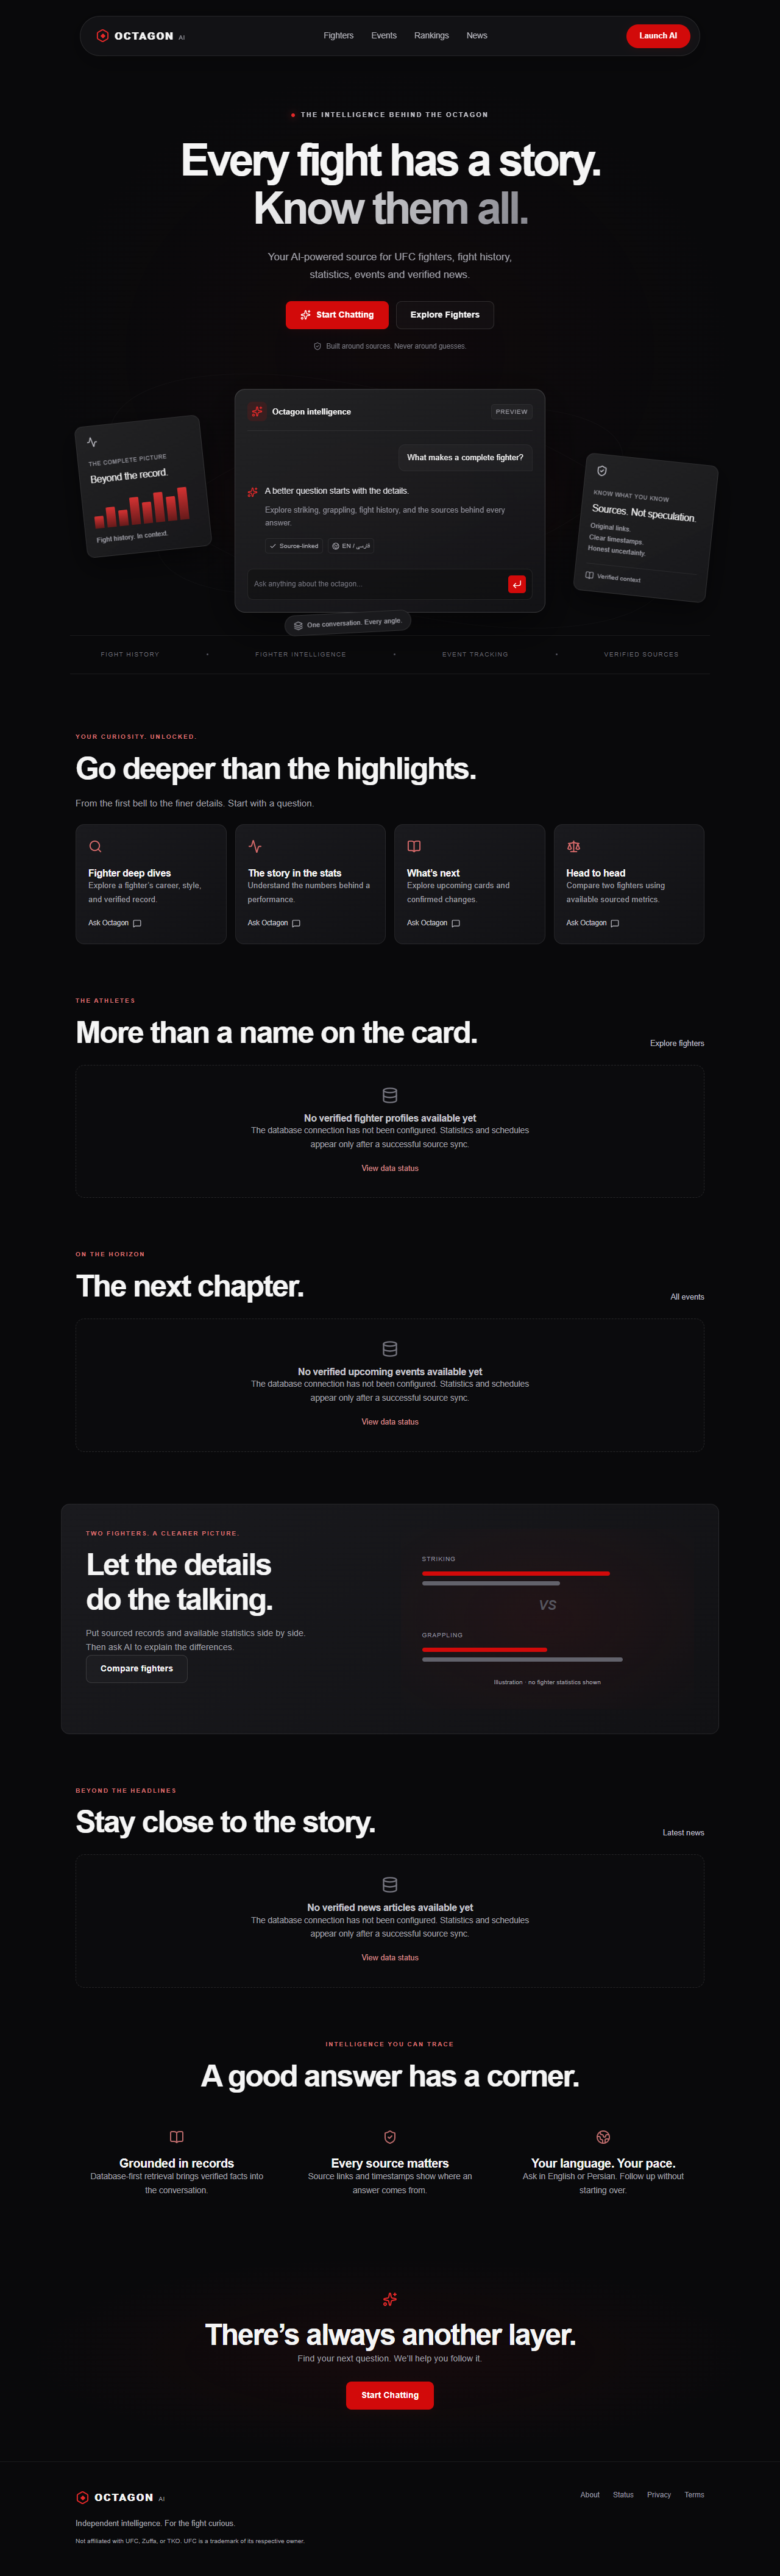 OCTAGON AI
Fighters
Events
Rankings
News
Launch AI
THE INTELLIGENCE BEHIND THE OCTAGON
Every fight has a story.
Know them all.
Your AI-powered source for UFC fighters, fight history,
statistics, events and verified news.
Start Chatting
Explore Fighters
Built around sources. Never around guesses.
THE COMPLETE PICTURE
Beyond the record.
Fight history. In context.
Octagon intelligence
PREVIEW
What makes a complete fighter?
A better question starts with the details.
Explore striking, grappling, fight history, and the sources behind every
answer.
Source-linked
EN / فارسی
Ask anything about the octagon...
One conversation. Every angle.
KNOW WHAT YOU KNOW
Sources. Not speculation.
Original links.
Clear timestamps.
Honest uncertainty.
Verified context
FIGHT HISTORY
FIGHTER INTELLIGENCE
EVENT TRACKING
VERIFIED SOURCES
YOUR CURIOSITY. UNLOCKED.
Go deeper than the highlights.
From the first bell to the finer details. Start with a question.
Fighter deep dives
Explore a fighter's career, style,
and verified record.
Ask Octagon
The story in the stats
Understand the numbers behind a
performance.
Ask Octagon
What's next
Explore upcoming cards and
confirmed changes.
Ask Octagon
Head to head
Compare two fighters using
available sourced metrics.
Ask Octagon
THE ATHLETES
More than a name on the card.
Explore fighters
No verified fighter profiles available yet
The database connection has not been configured. Statistics and schedules
appear only after a successful source sync.
View data status
ON THE HORIZON
The next chapter.
All events
No verified upcoming events available yet
The database connection has not been configured. Statistics and schedules
appear only after a successful source sync.
View data status
TWO FIGHTERS. A CLEARER PICTURE.
Let the details
do the talking.
Put sourced records and available statistics side by side.
Then ask AI to explain the differences.
Compare fighters
STRIKING
VS
GRAPPLING
Illustration · no fighter statistics shown
BEYOND THE HEADLINES
Stay close to the story.
Latest news
No verified news articles available yet
The database connection has not been configured. Statistics and schedules
appear only after a successful source sync.
View data status
INTELLIGENCE YOU CAN TRACE
A good answer has a corner.
Grounded in records
Database-first retrieval brings verified facts into
the conversation.
Every source matters
Source links and timestamps show where an
answer comes from.
Your language. Your pace.
Ask in English or Persian. Follow up without
starting over.
There's always another layer.
Find your next question. We'll help you follow it.
Start Chatting
OCTAGON AI
Independent intelligence. For the fight curious.
Not affiliated with UFC, Zuffa, or TKO. UFC is a trademark of its respective owner.
About
Status
Privacy
Terms